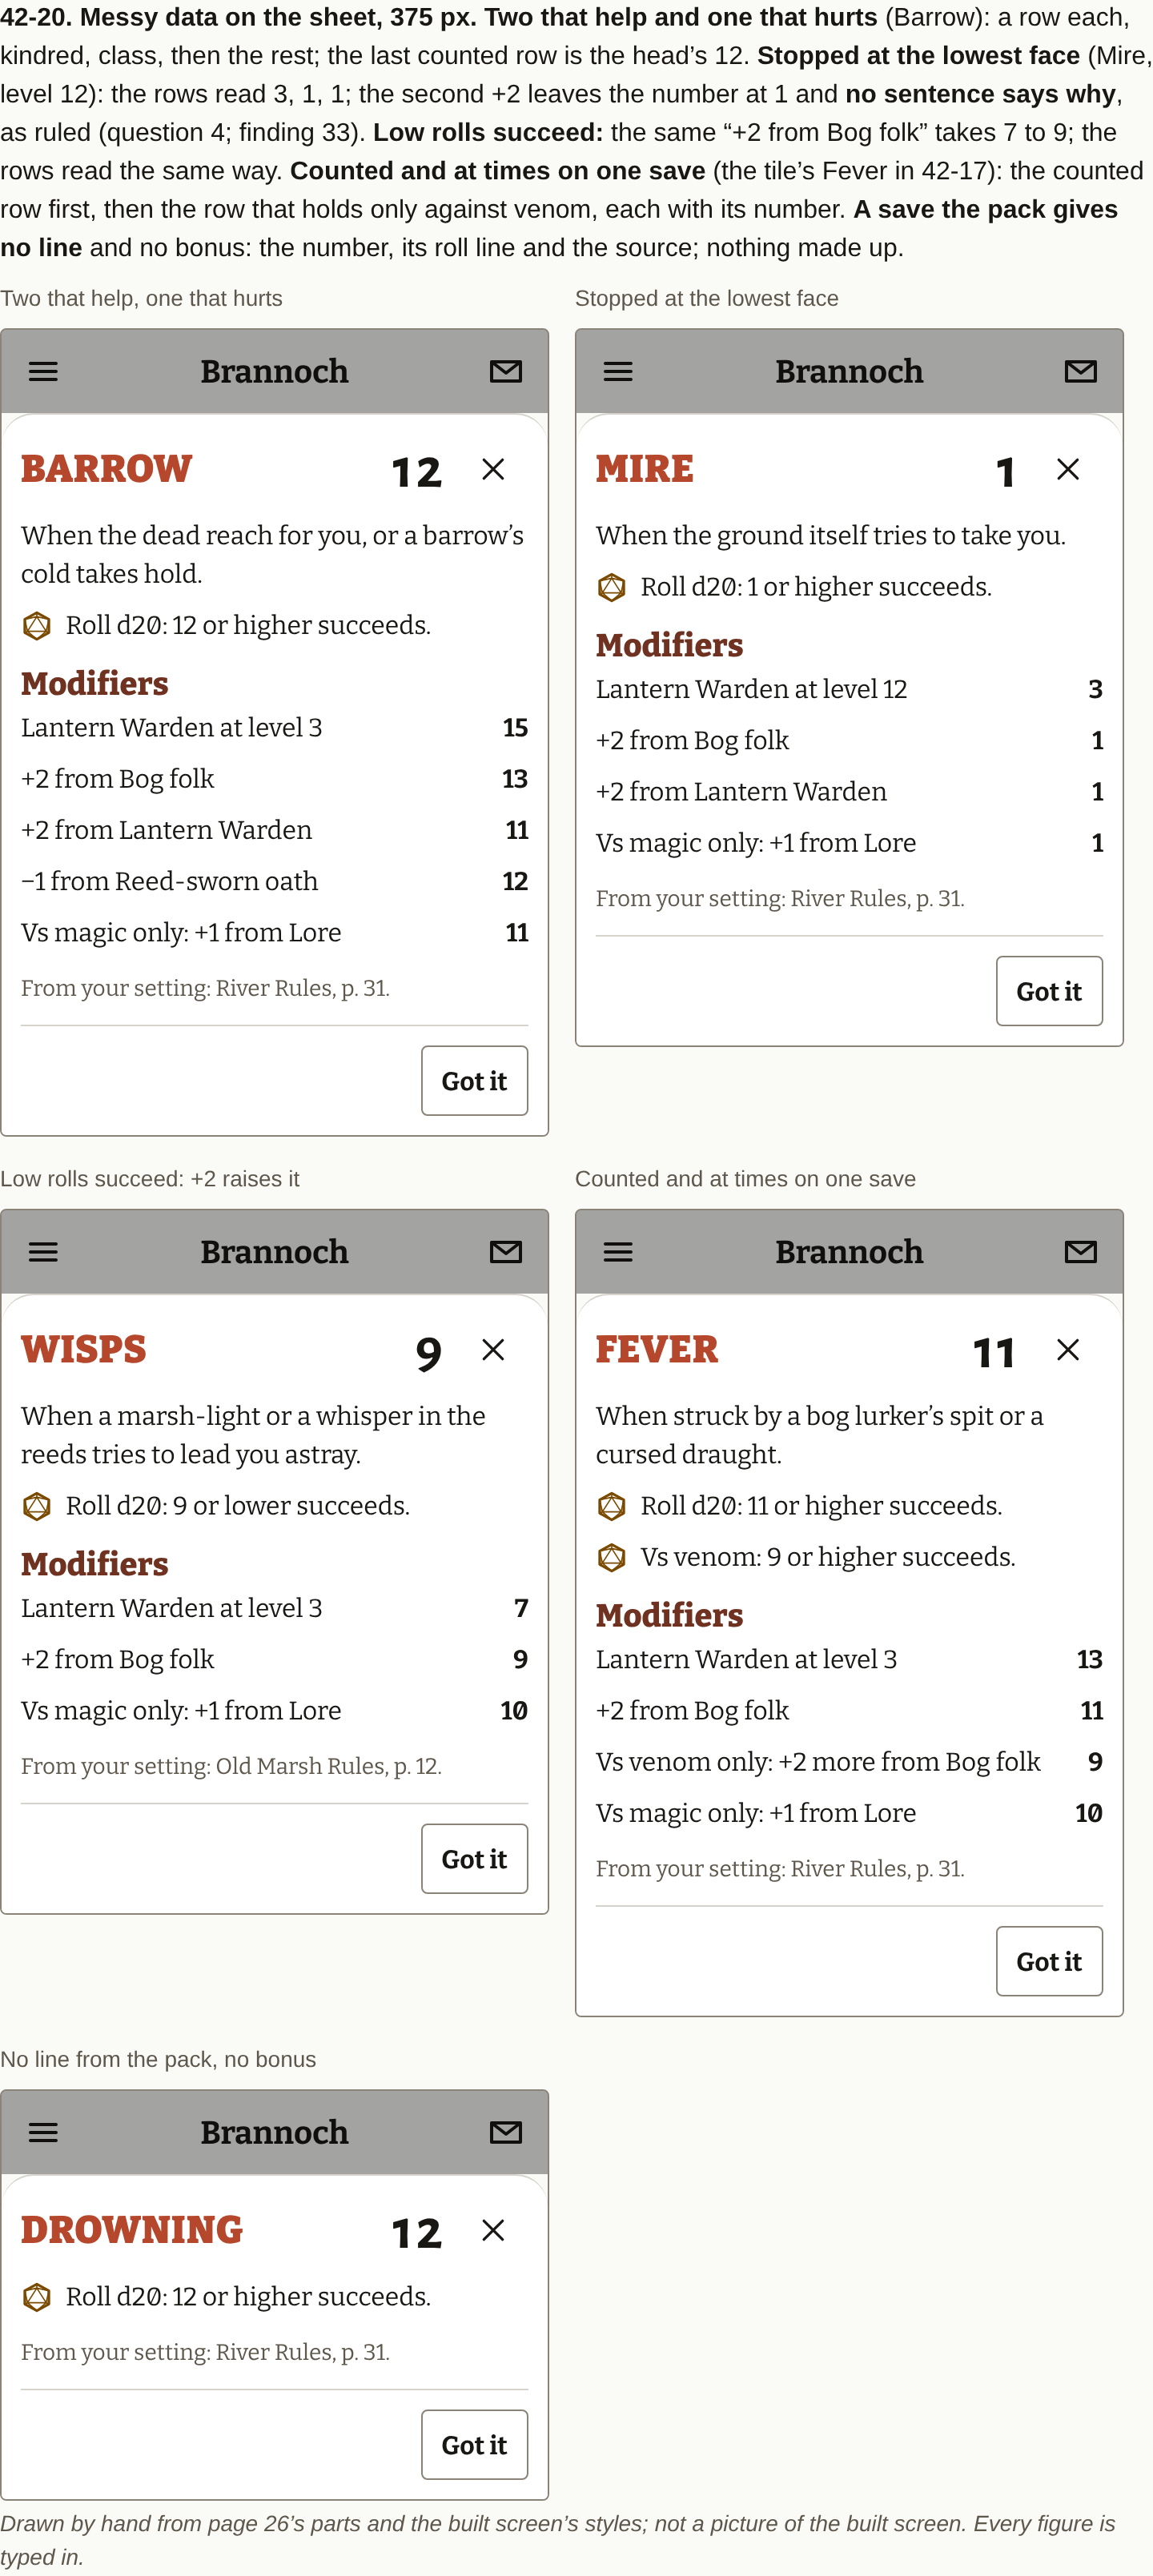 42-20. Messy data on the sheet, 375 px. Two that help and one that hurts (Barrow): a row each,
kindred, class, then the rest; the last counted row is the head’s 12. Stopped at the lowest face (Mire,
level 12): the rows read 3, 1, 1; the second +2 leaves the number at 1 and no sentence says why,
as ruled (question 4; finding 33). Low rolls succeed: the same “+2 from Bog folk” takes 7 to 9; the
rows read the same way. Counted and at times on one save (the tile’s Fever in 42-17): the counted
row first, then the row that holds only against venom, each with its number. A save the pack gives
no line and no bonus: the number, its roll line and the source; nothing made up.
Two that help, one that hurts
Brannoch
BARROW 12
When the dead reach for you, or a barrow’s
cold takes hold.
Roll d20: 12 or higher succeeds.
Modifiers
Lantern Warden at level 3 15
+2 from Bog folk 13
+2 from Lantern Warden 11
−1 from Reed-sworn oath 12
Vs magic only: +1 from Lore 11
From your setting: River Rules, p. 31.
Got it
Stopped at the lowest face
Brannoch
MIRE 1
When the ground itself tries to take you.
Roll d20: 1 or higher succeeds.
Modifiers
Lantern Warden at level 12 3
+2 from Bog folk 1
+2 from Lantern Warden 1
Vs magic only: +1 from Lore 1
From your setting: River Rules, p. 31.
Got it
Low rolls succeed: +2 raises it
Brannoch
WISPS 9
When a marsh-light or a whisper in the
reeds tries to lead you astray.
Roll d20: 9 or lower succeeds.
Modifiers
Lantern Warden at level 3 7
+2 from Bog folk 9
Vs magic only: +1 from Lore 10
From your setting: Old Marsh Rules, p. 12.
Got it
Counted and at times on one save
Brannoch
FEVER 11
When struck by a bog lurker’s spit or a
cursed draught.
Roll d20: 11 or higher succeeds.
Vs venom: 9 or higher succeeds.
Modifiers
Lantern Warden at level 3 13
+2 from Bog folk 11
Vs venom only: +2 more from Bog folk 9
Vs magic only: +1 from Lore 10
From your setting: River Rules, p. 31.
Got it
No line from the pack, no bonus
Brannoch
DROWNING 12
Roll d20: 12 or higher succeeds.
From your setting: River Rules, p. 31.
Got it
Drawn by hand from page 26’s parts and the built screen’s styles; not a picture of the built screen. Every figure is
typed in.